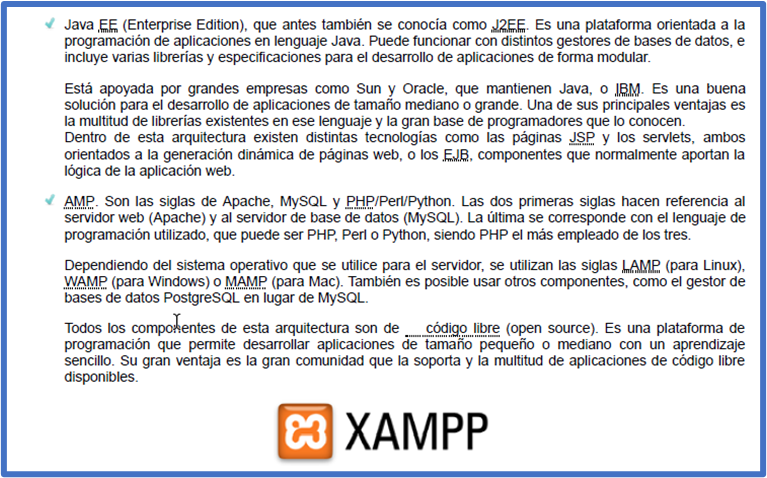 Java EE (Enterprise Edition), que antes también se conocía como J2EE. Es una plataforma orientada a la
programación de aplicaciones en lenguaje Java. Puede funcionar con distintos gestores de bases de datos, e
incluye varias librerías y especificaciones para el desarrollo de aplicaciones de forma modular.
Está apoyada por grandes empresas como Sun y Oracle, que mantienen Java, o IBM. Es una buena
solución para el desarrollo de aplicaciones de tamaño mediano o grande. Una de sus principales ventajas es
la multitud de librerías existentes en ese lenguaje y la gran base de programadores que lo conocen.
Dentro de esta arquitectura existen distintas tecnologías como las páginas JSP y los servlets, ambos
orientados a la generación dinámica de páginas web, o los EJB, componentes que normalmente aportan la
lógica de la aplicación web.
AMP. Son las siglas de Apache, MySQL y PHP/Perl/Python. Las dos primeras siglas hacen referencia al
servidor web (Apache) y al servidor de base de datos (MySQL). La última se corresponde con el lenguaje de
programación utilizado, que puede ser PHP, Perl o Python, siendo PHP el más empleado de los tres.
Dependiendo del sistema operativo que se utilice para el servidor, se utilizan las siglas LAMP (para Linux),
WAMP (para Windows) o MAMP (para Mac). También es posible usar otros componentes, como el gestor de
bases de datos PostgreSQL en lugar de MySQL.
Todos los componentes de esta arquitectura son de código libre (open source). Es una plataforma de
programación que permite desarrollar aplicaciones de tamaño pequeño o mediano con un aprendizaje
sencillo. Su gran ventaja es la gran comunidad que la soporta y la multitud de aplicaciones de código libre
disponibles.
XAMPP